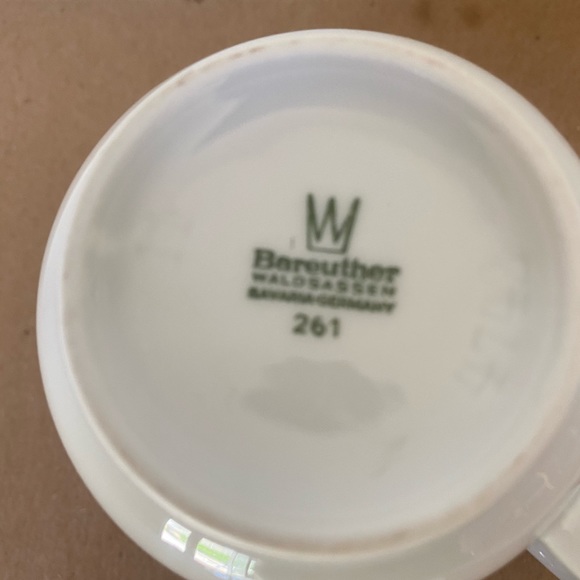 Bareuther
WALDSASSEN
BAVARIA-GERMANY
261